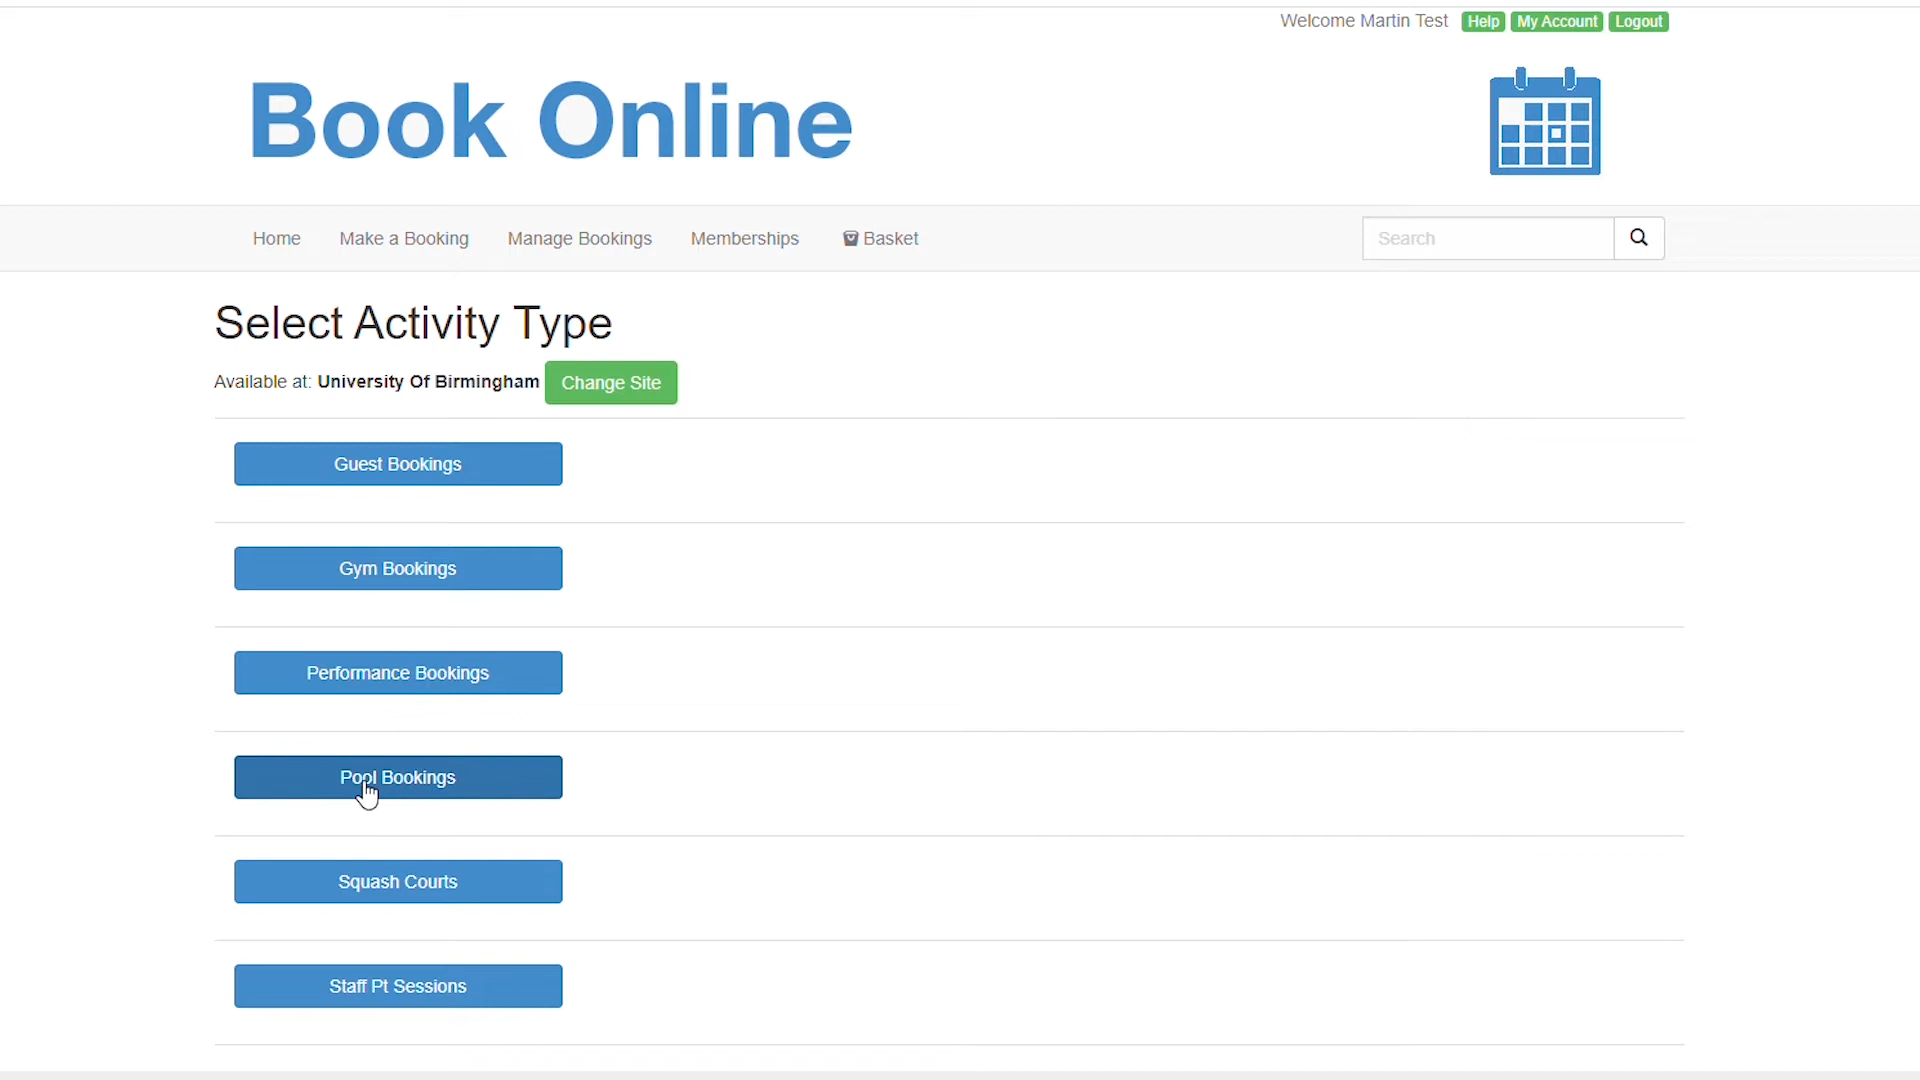 Welcome Martin Test Help My Account Logout
Book Online
Home Make a Booking Manage Bookings Memberships Basket Search
Select Activity Type
Available at: University Of Birmingham Change Site
Guest Bookings
Gym Bookings
Performance Bookings
Pool Bookings
Squash Courts
Staff Pt Sessions